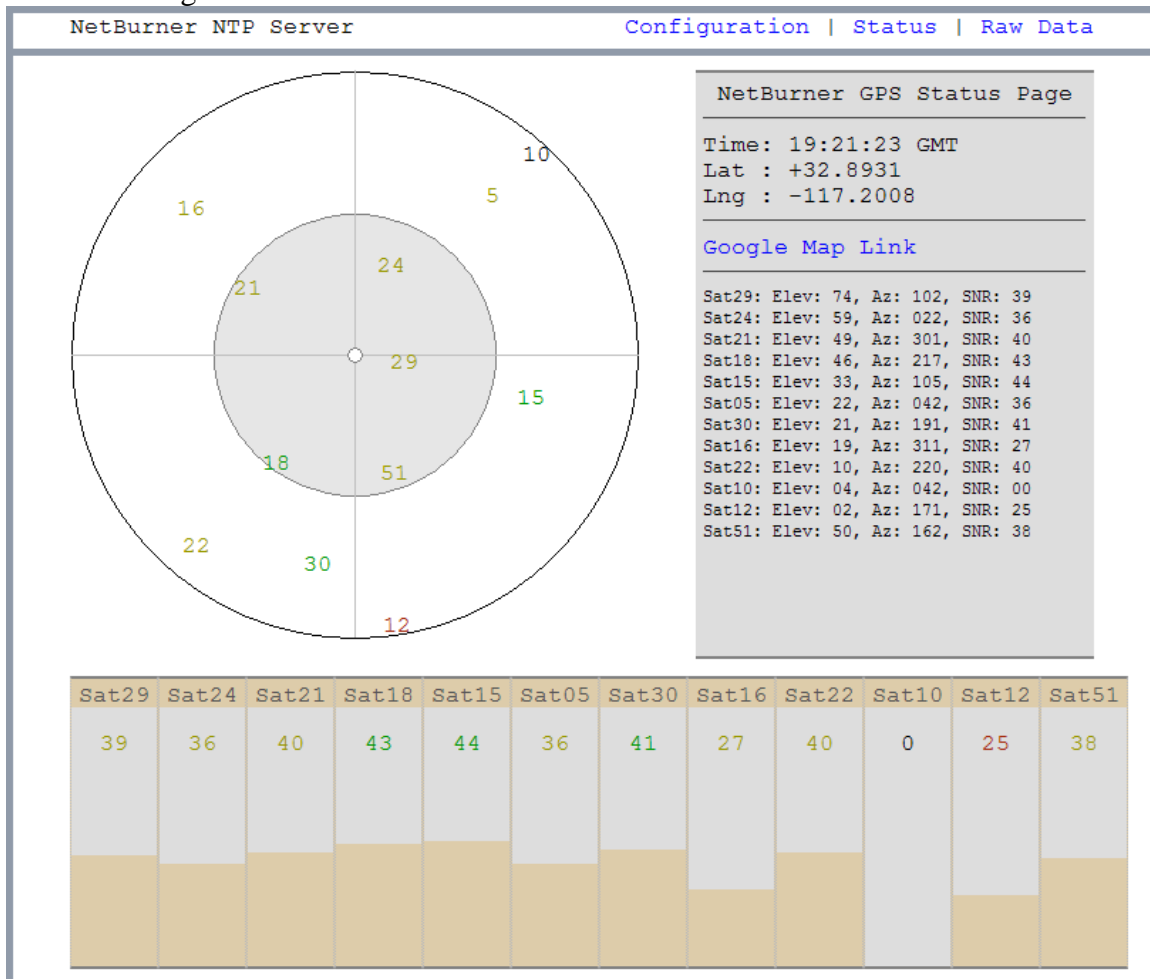 NetBurner NTP Server
Configuration | Status | Raw Data
10
5
16
24
21
29
15
18
51
22
30
12
NetBurner GPS Status Page
Time: 19:21:23 GMT
Lat : +32.8931
Lng : -117.2008
Google Map Link
Sat29: Elev: 74, Az: 102, SNR: 39
Sat24: Elev: 59, Az: 022, SNR: 36
Sat21: Elev: 49, Az: 301, SNR: 40
Sat18: Elev: 46, Az: 217, SNR: 43
Sat15: Elev: 33, Az: 105, SNR: 44
Sat05: Elev: 22, Az: 042, SNR: 36
Sat30: Elev: 21, Az: 191, SNR: 41
Sat16: Elev: 19, Az: 311, SNR: 27
Sat22: Elev: 10, Az: 220, SNR: 40
Sat10: Elev: 04, Az: 042, SNR: 00
Sat12: Elev: 02, Az: 171, SNR: 25
Sat51: Elev: 50, Az: 162, SNR: 38
Sat29 Sat24 Sat21 Sat18 Sat15 Sat05 Sat30 Sat16 Sat22 Sat10 Sat12 Sat51
39 36 40 43 44 36 41 27 40 0 25 38